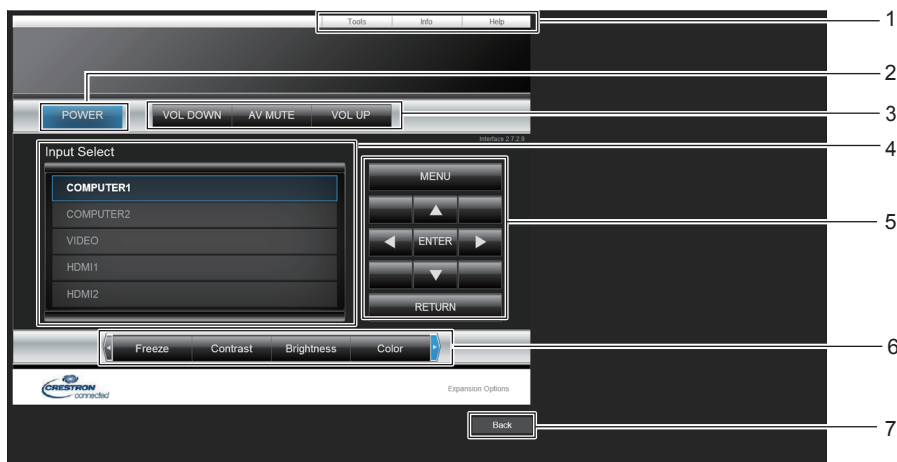 Tools Info Help 1
2
POWER VOL DOWN AV MUTE VOL UP 3
Interface 2.7.2.9
4
Input Select
MENU
COMPUTER1
COMPUTER2
5
VIDEO ENTER
HDMI1
HDMI2
RETURN
Freeze Contrast Brightness Color 6
CRESTRON
connected
Expansion Options
Back 7